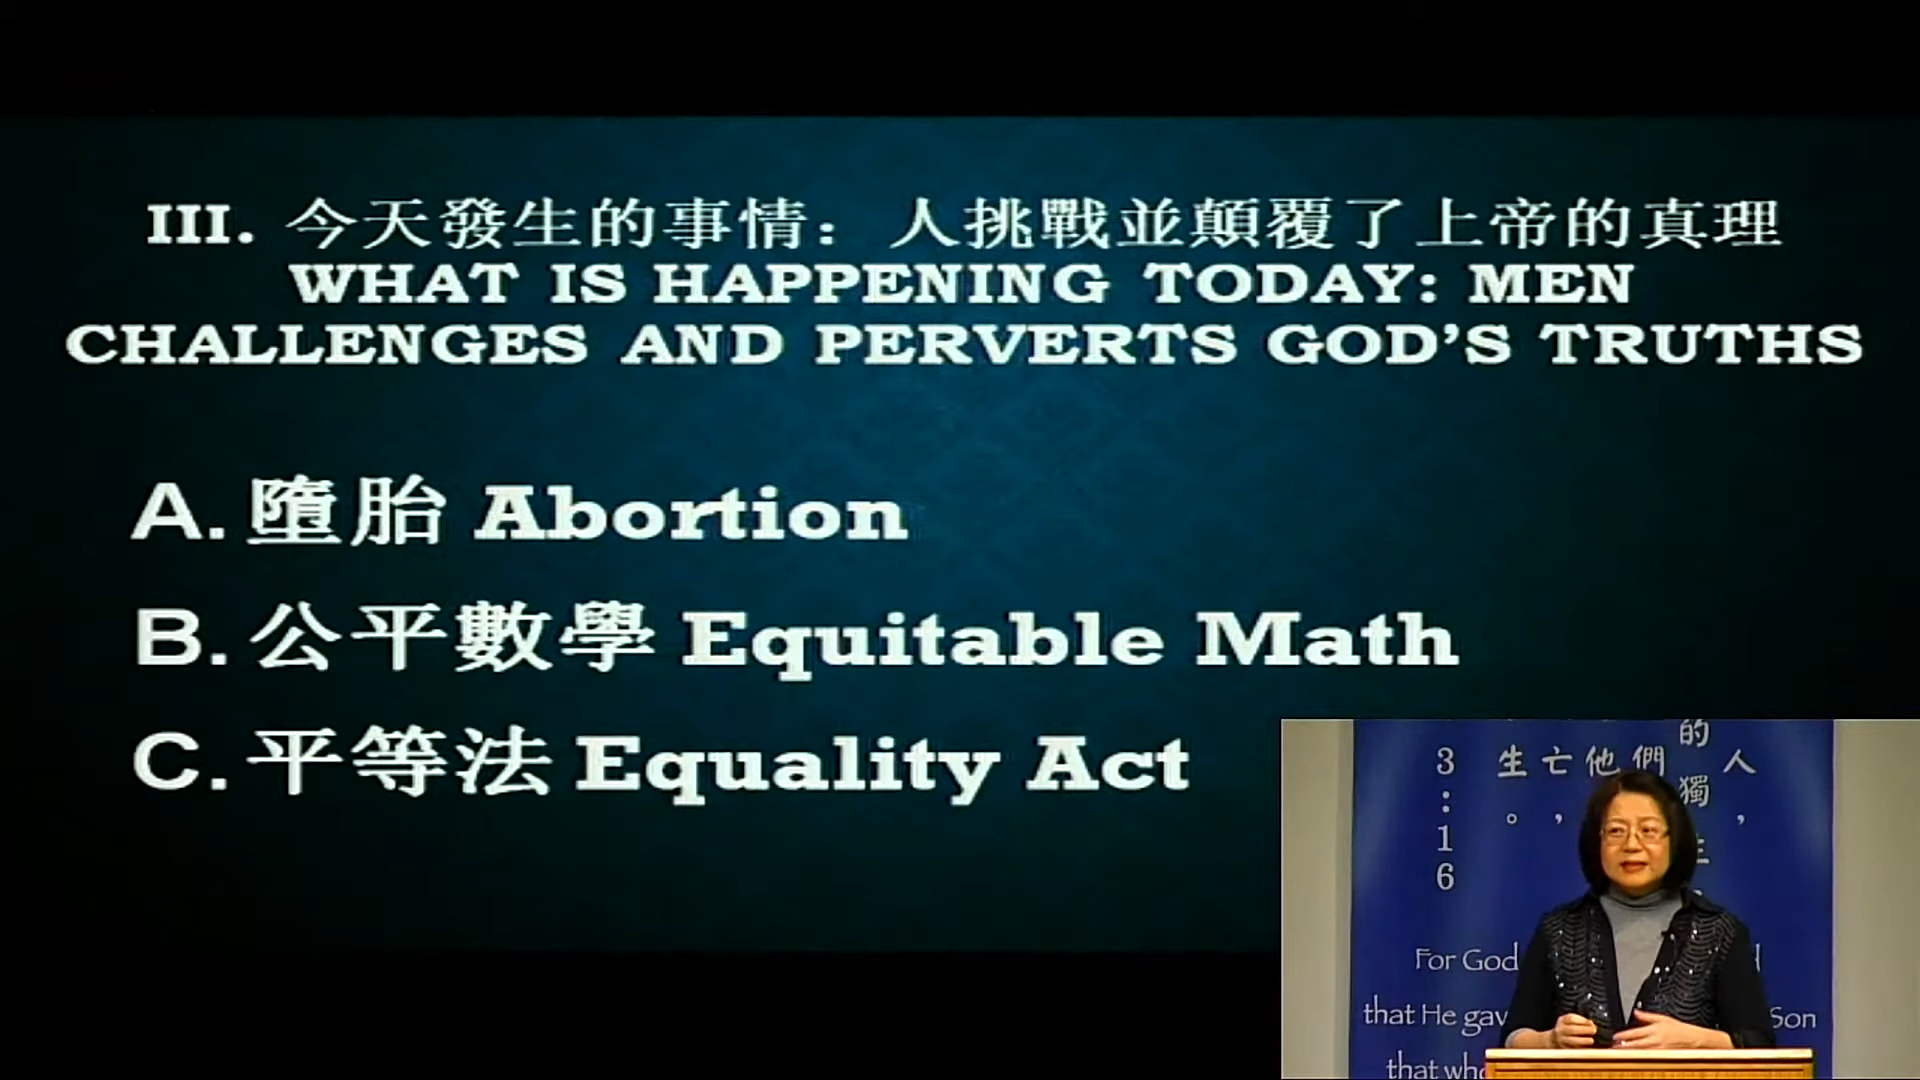 III. 今天發生的事情：人挑戰並顛覆了上帝的真理
WHAT IS HAPPENING TODAY: MEN
CHALLENGES AND PERVERTS GOD'S TRUTHS
A. 墮胎 Abortion
B. 公平數學 Equitable Math
C. 平等法 Equality Act
人，
的獨
他們
亡，
生。
3:16
For God
that He gav
Son
that who